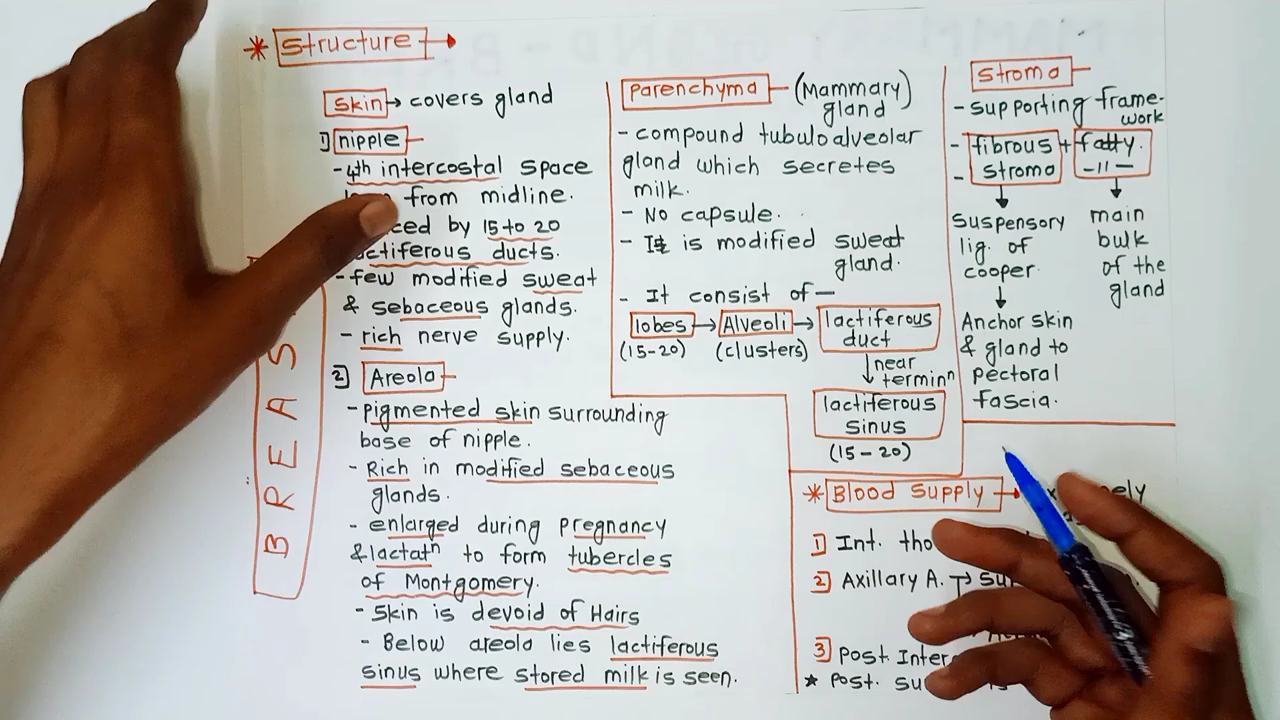 * Structure →
BREAS
Skin → covers gland
1) nipple
- 4th intercostal space
from midline.
by 15 to 20
ducts.
- few modified sweat
& sebaceous glands.
- rich nerve supply.
2) Areola
- Pigmented skin surrounding
base of nipple.
- Rich in modified sebaceous
glands.
- enlarged during pregnancy
& lactatⁿ to form tubercles
of Montgomery.
- Skin is devoid of Hairs
- Below areola lies lactiferous
sinus where stored milk is seen.
Parenchyma - (Mammary)
gland
- compound tubuloalveolar
gland which secretes
milk.
- No capsule.
- It is modified sweat
gland.
- It consist of -
lobes → Alveoli → lactiferous
duct
(15-20) (clusters)
↓ near
terminⁿ
lactiferous
sinus
(15-20)
Stroma
- supporting frame-
work
- fibrous + fatty
- stroma -11-
↓ ↓
Suspensory
lig. of
cooper.
↓
Anchor skin
& gland to
pectoral
fascia.
main
bulk
of the
gland
* Blood Supply →
1) Int.
2) Axillary A. →
3) Post
* Post.